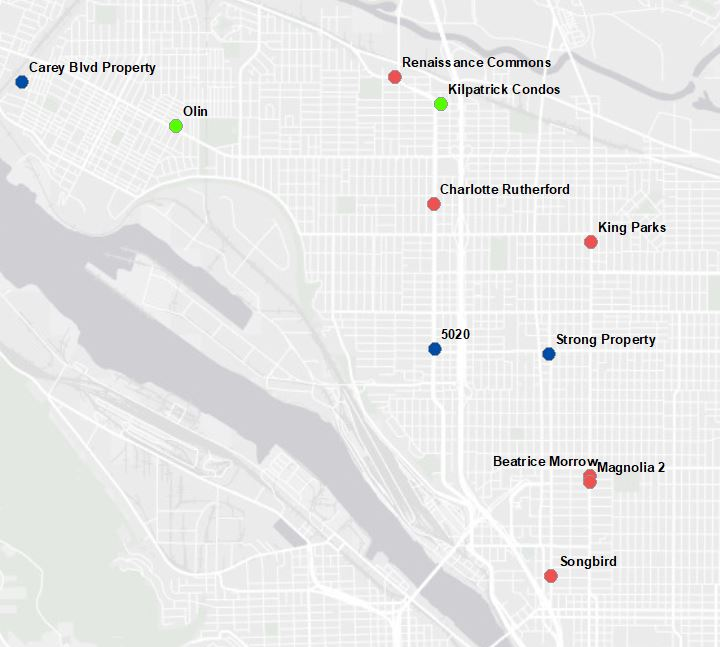 Renaissance Commons
Carey Blvd Property
Kilpatrick Condos
Olin
Charlotte Rutherford
King Parks
5020
Strong Property
Beatrice Morrow
Magnolia 2
Songbird